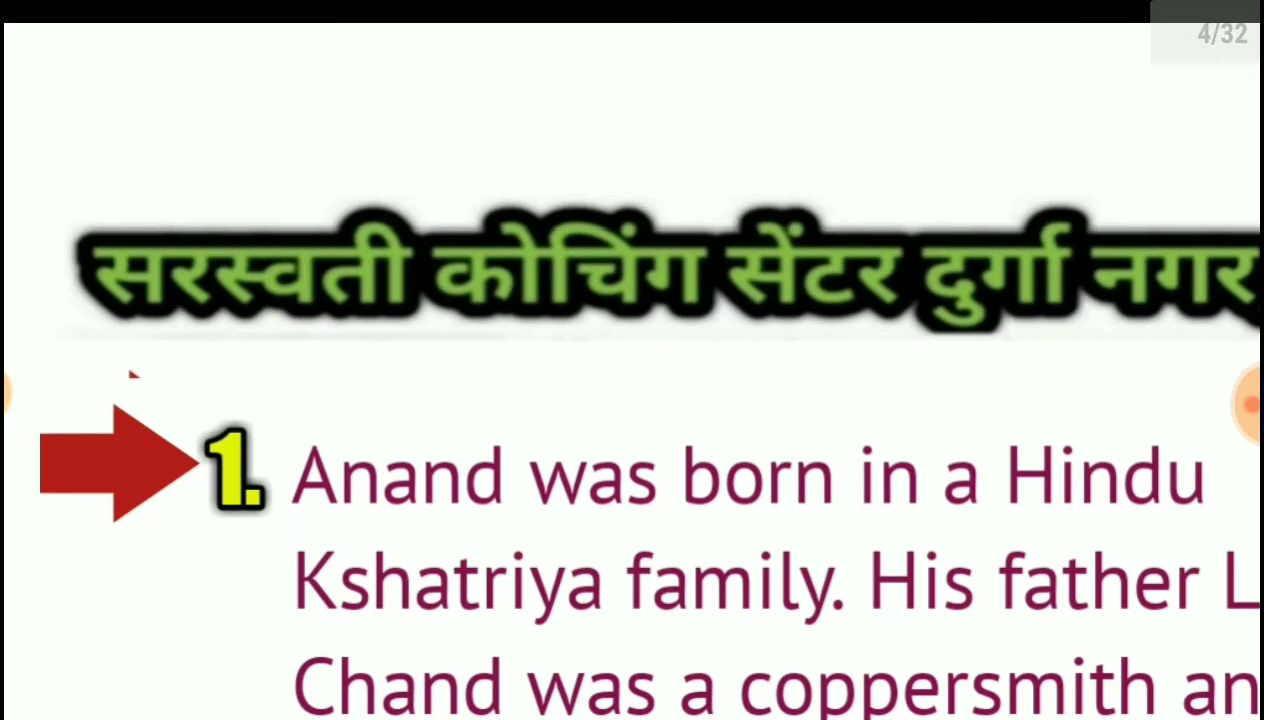 4/32
सरस्वती कोचिंग सेंटर दुर्गा नगर
1. Anand was born in a Hindu
Kshatriya family. His father L
Chand was a coppersmith an